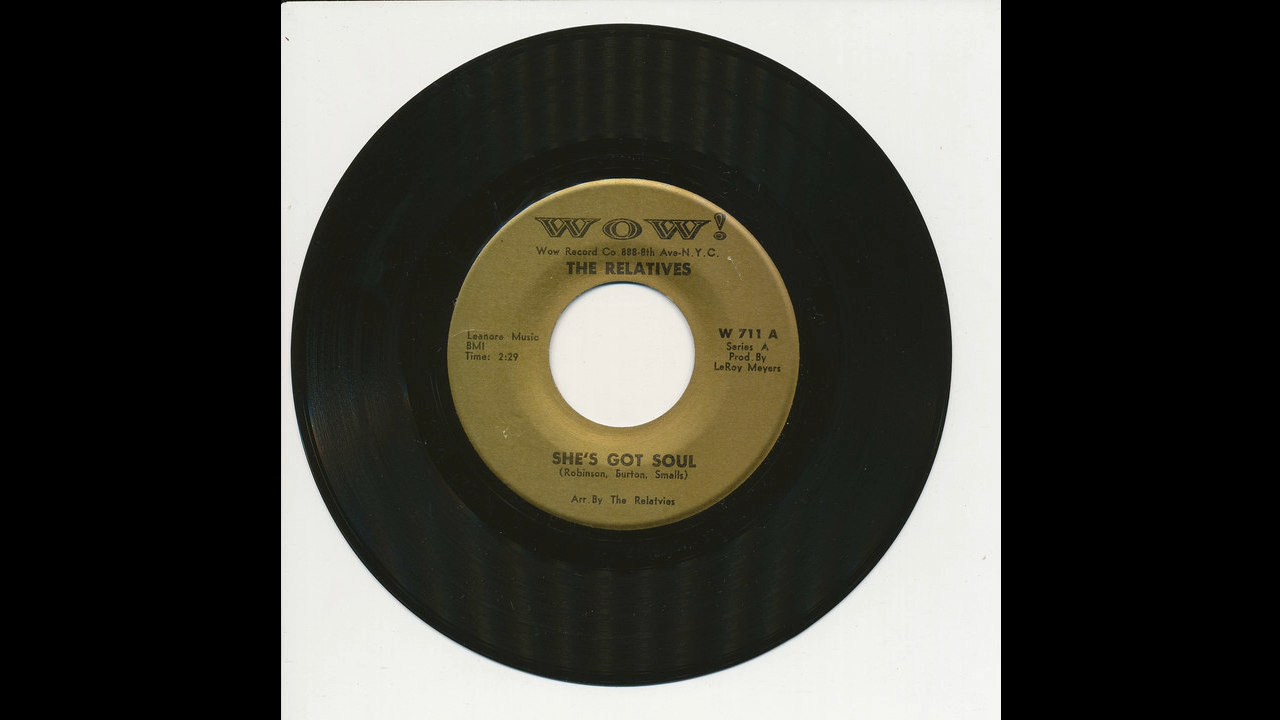 WOW!
Wow Record Co. 888-8th Ave-N.Y.C.
THE RELATIVES
Leanore Music
BMI
Time: 2:29
W 711 A
Series A
Prod. By
LeRoy Meyers
SHE'S GOT SOUL
(Robinson, Burton, Smalls)
Arr. By The Relatvies